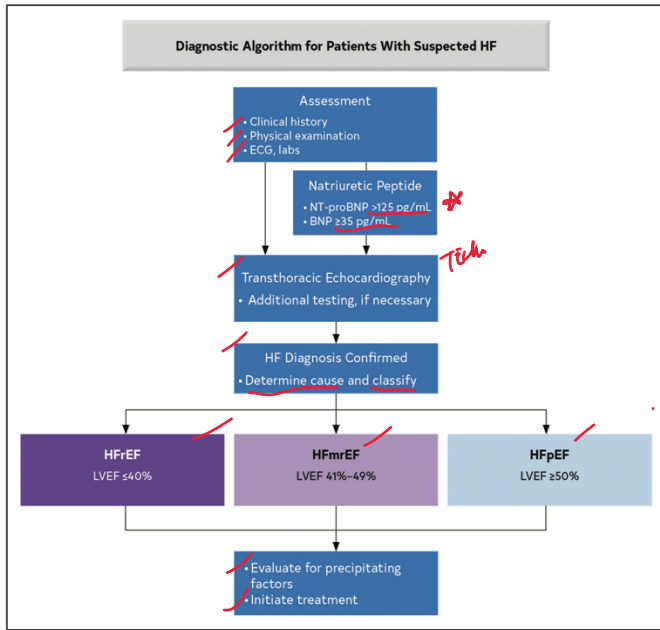 Diagnostic Algorithm for Patients With Suspected HF
Assessment
• Clinical history
• Physical examination
• ECG, labs
Natriuretic Peptide
• NT-proBNP >125 pg/mL
• BNP ≥35 pg/mL
Transthoracic Echocardiography
• Additional testing, if necessary
HF Diagnosis Confirmed
• Determine cause and classify
HFrEF
LVEF ≤40%
HFmrEF
LVEF 41%–49%
HFpEF
LVEF ≥50%
• Evaluate for precipitating
factors
• Initiate treatment